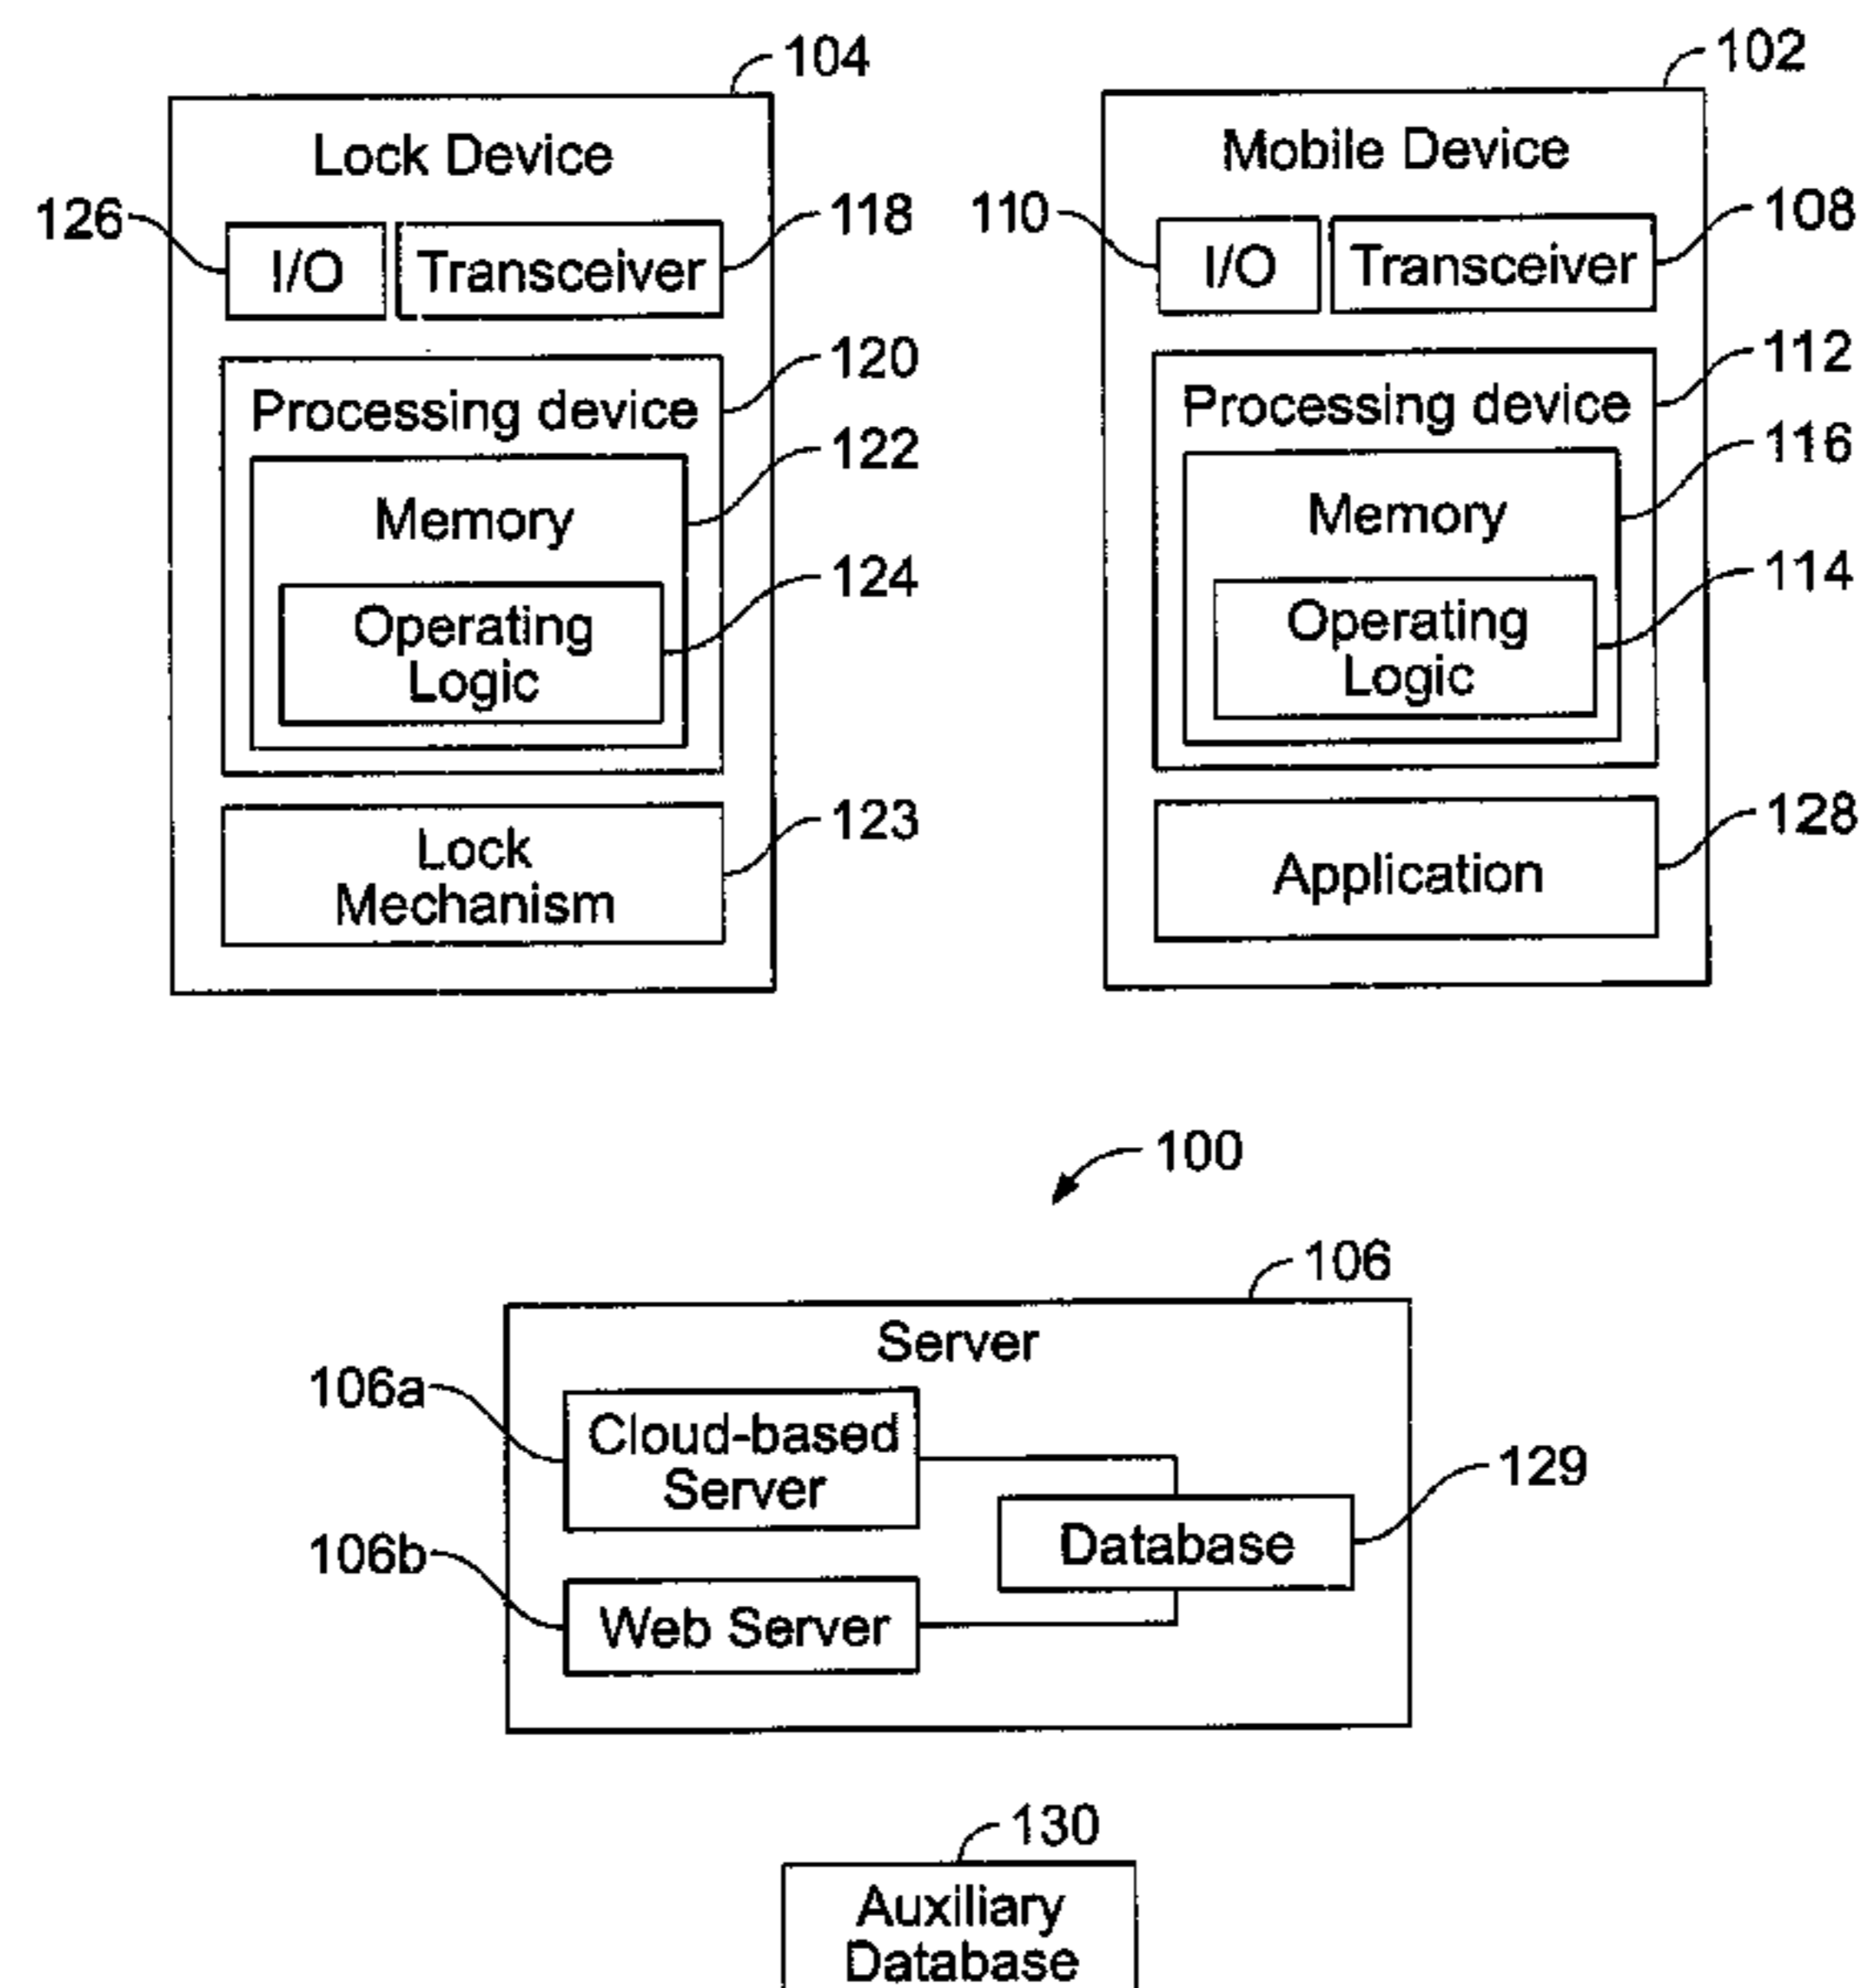 104
Lock Device
126
I/O
Transceiver
118
Processing device
120
Memory
122
Operating
Logic
124
Lock
Mechanism
123
102
Mobile Device
110
I/O
Transceiver
108
Processing device
112
Memory
116
Operating
Logic
114
Application
128
100
106
Server
106a
Cloud-based
Server
Database
129
106b
Web Server
130
Auxiliary
Database